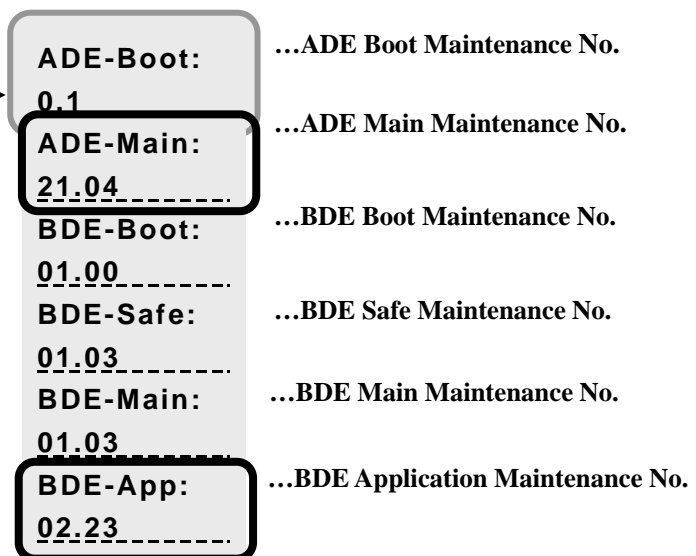 ADE-Boot: …ADE Boot Maintenance No.
0.1
ADE-Main: …ADE Main Maintenance No.
21.04
BDE-Boot: …BDE Boot Maintenance No.
01.00
BDE-Safe: …BDE Safe Maintenance No.
01.03
BDE-Main: …BDE Main Maintenance No.
01.03
BDE-App: …BDE Application Maintenance No.
02.23